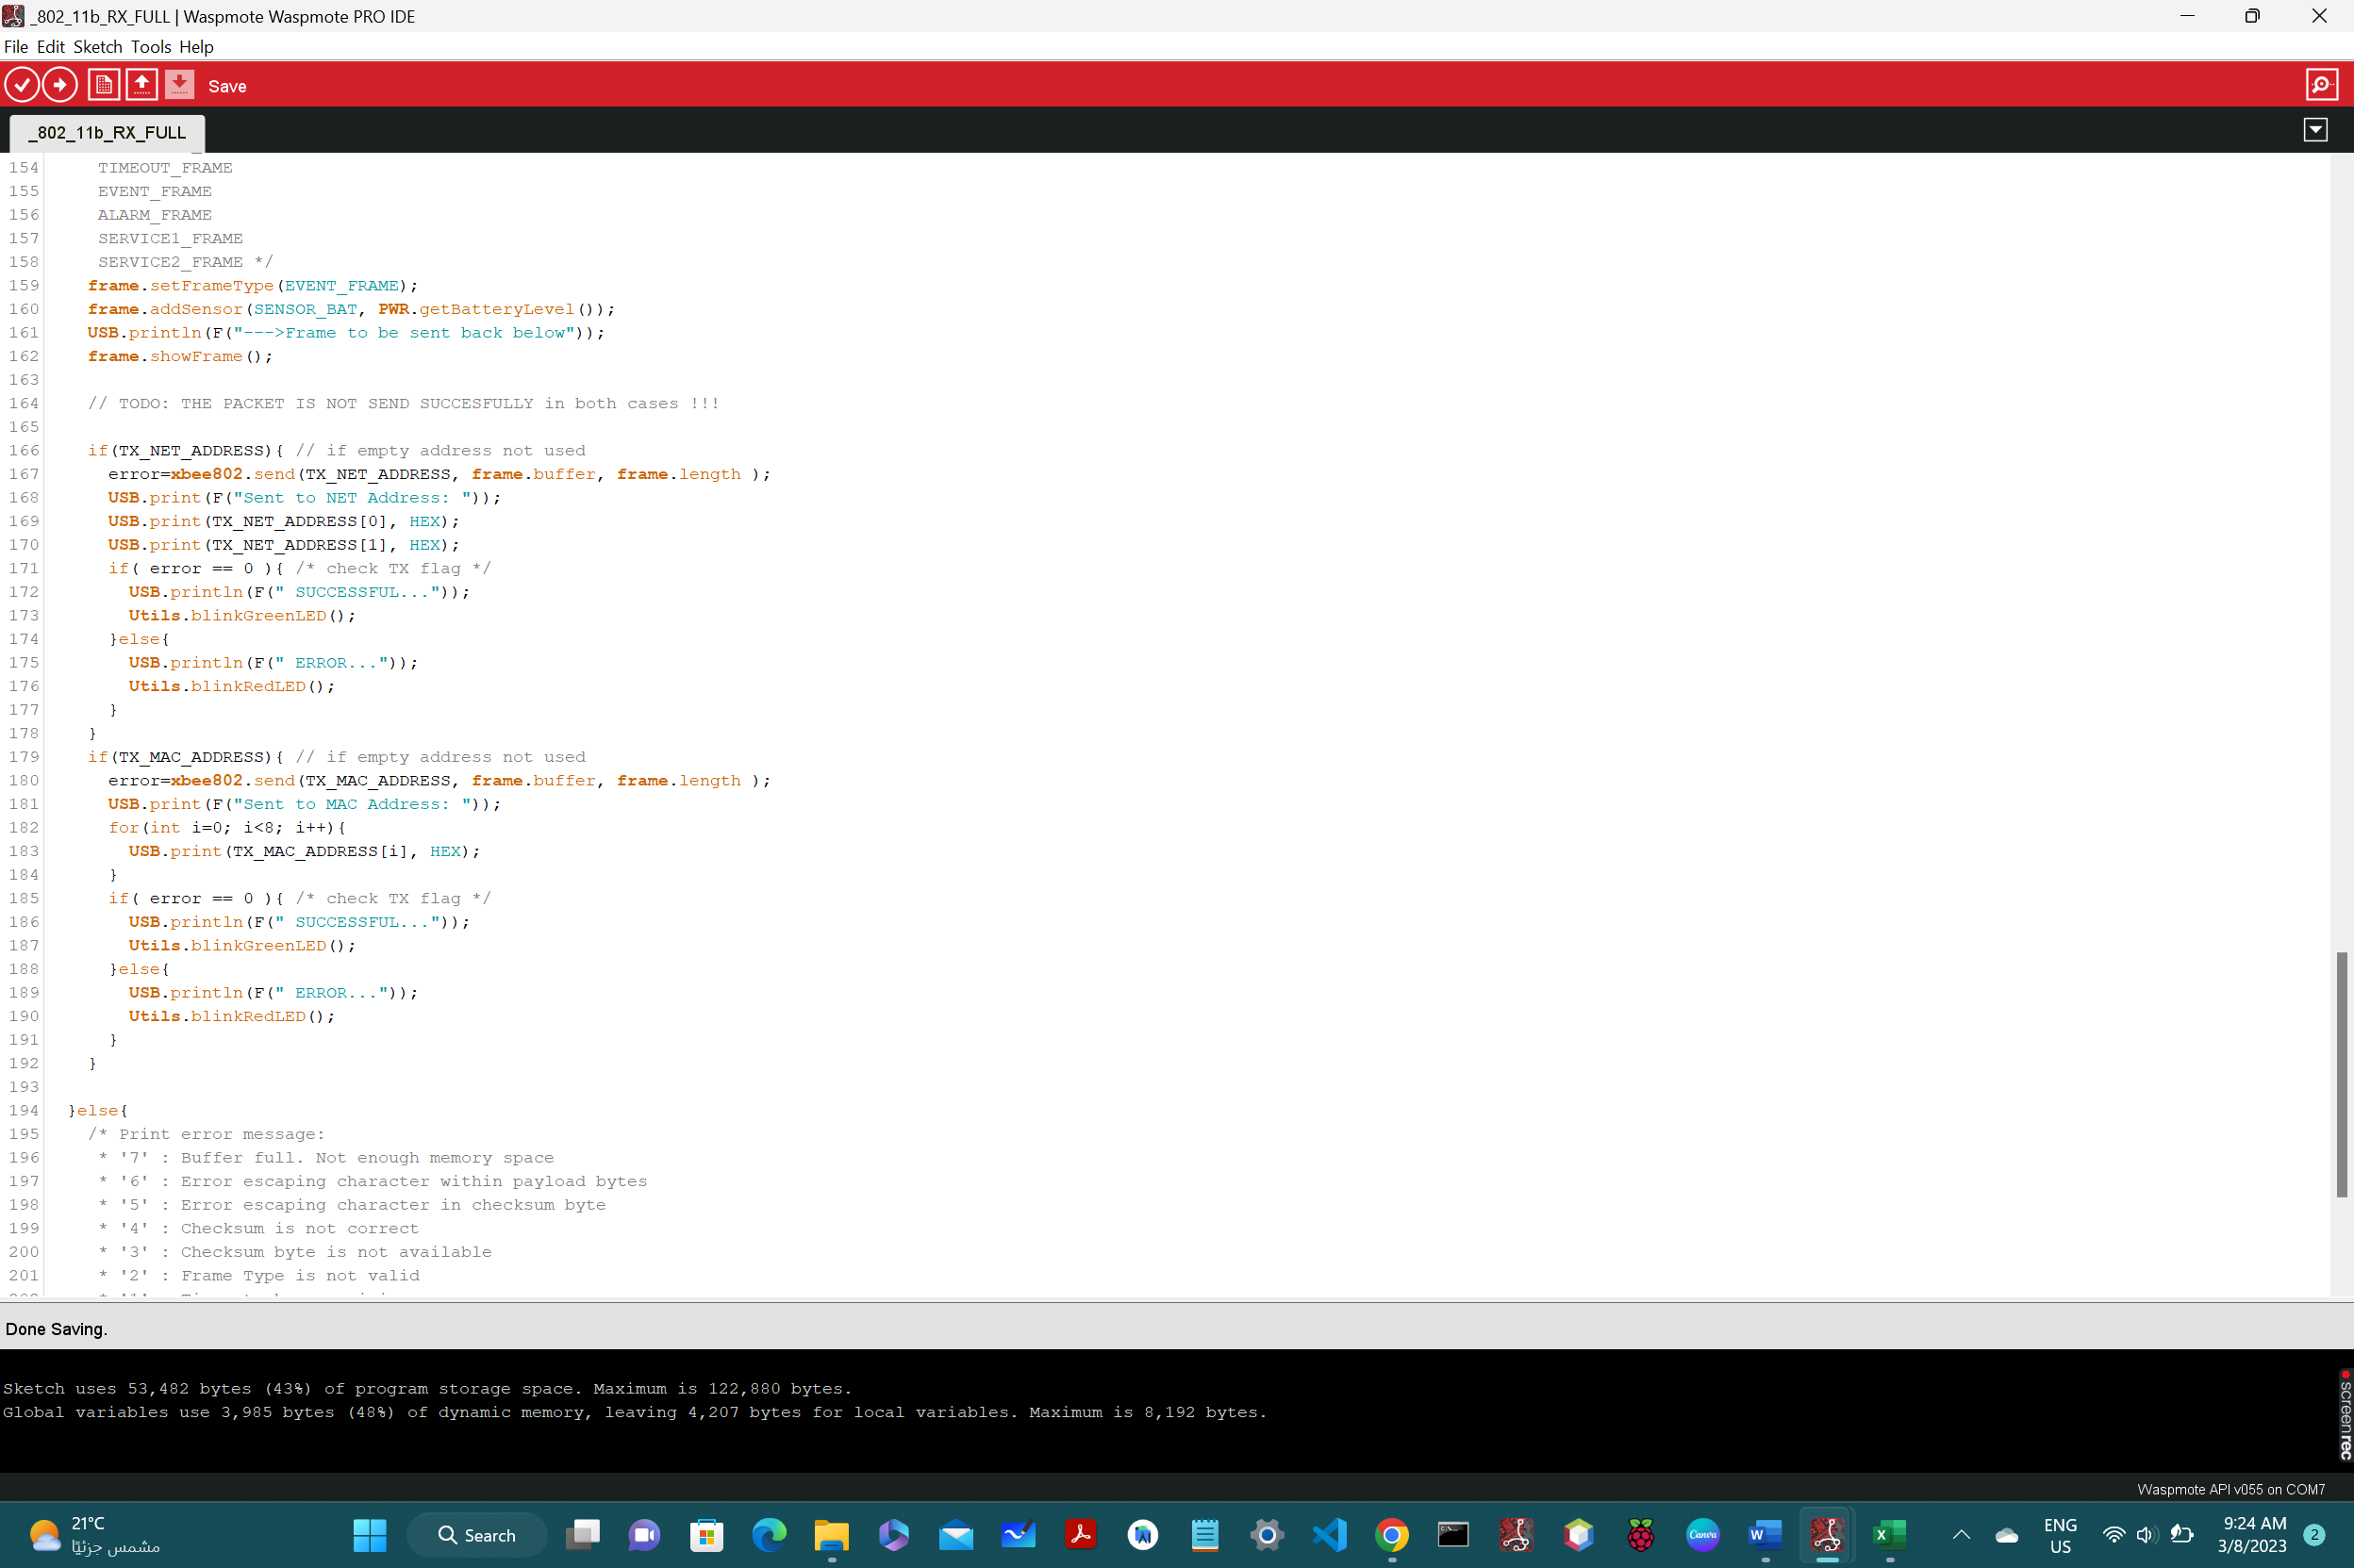 _802_11b_RX_FULL | Waspmote Waspmote PRO IDE
File Edit Sketch Tools Help
Save
_802_11b_RX_FULL
154 TIMEOUT_FRAME
155 EVENT_FRAME
156 ALARM_FRAME
157 SERVICE1_FRAME
158 SERVICE2_FRAME */
159 frame.setFrameType(EVENT_FRAME);
160 frame.addSensor(SENSOR_BAT, PWR.getBatteryLevel());
161 USB.println(F("--->Frame to be sent back below"));
162 frame.showFrame();
163
164 // TODO: THE PACKET IS NOT SEND SUCCESFULLY in both cases !!!
165
166 if(TX_NET_ADDRESS){ // if empty address not used
167 error=xbee802.send(TX_NET_ADDRESS, frame.buffer, frame.length );
168 USB.print(F("Sent to NET Address: "));
169 USB.print(TX_NET_ADDRESS[0], HEX);
170 USB.print(TX_NET_ADDRESS[1], HEX);
171 if( error == 0 ){ /* check TX flag */
172 USB.println(F(" SUCCESSFUL..."));
173 Utils.blinkGreenLED();
174 }else{
175 USB.println(F(" ERROR..."));
176 Utils.blinkRedLED();
177 }
178 }
179 if(TX_MAC_ADDRESS){ // if empty address not used
180 error=xbee802.send(TX_MAC_ADDRESS, frame.buffer, frame.length );
181 USB.print(F("Sent to MAC Address: "));
182 for(int i=0; i<8; i++){
183 USB.print(TX_MAC_ADDRESS[i], HEX);
184 }
185 if( error == 0 ){ /* check TX flag */
186 USB.println(F(" SUCCESSFUL..."));
187 Utils.blinkGreenLED();
188 }else{
189 USB.println(F(" ERROR..."));
190 Utils.blinkRedLED();
191 }
192 }
193
194 }else{
195 /* Print error message:
196 * '7' : Buffer full. Not enough memory space
197 * '6' : Error escaping character within payload bytes
198 * '5' : Error escaping character in checksum byte
199 * '4' : Checksum is not correct
200 * '3' : Checksum byte is not available
201 * '2' : Frame Type is not valid
Done Saving.
Sketch uses 53,482 bytes (43%) of program storage space. Maximum is 122,880 bytes.
Global variables use 3,985 bytes (48%) of dynamic memory, leaving 4,207 bytes for local variables. Maximum is 8,192 bytes.
screenrec
Waspmote API v055 on COM7
21°C
مشمس جزئيًا
Search
Canva
ENG
US
9:24 AM
3/8/2023
2